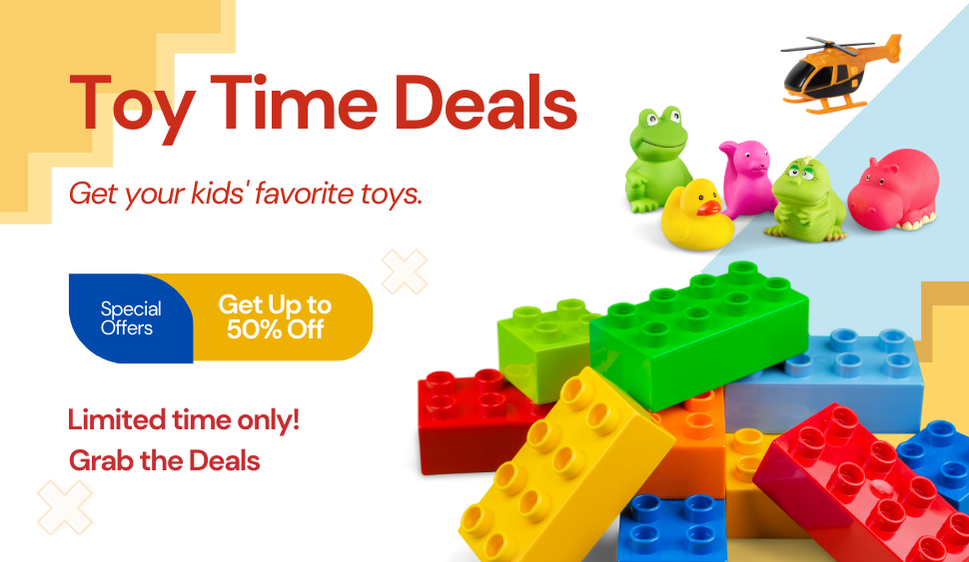 Toy Time Deals
Get your kids' favorite toys.
Special
Offers
Get Up to
50% Off
Limited time only!
Grab the Deals